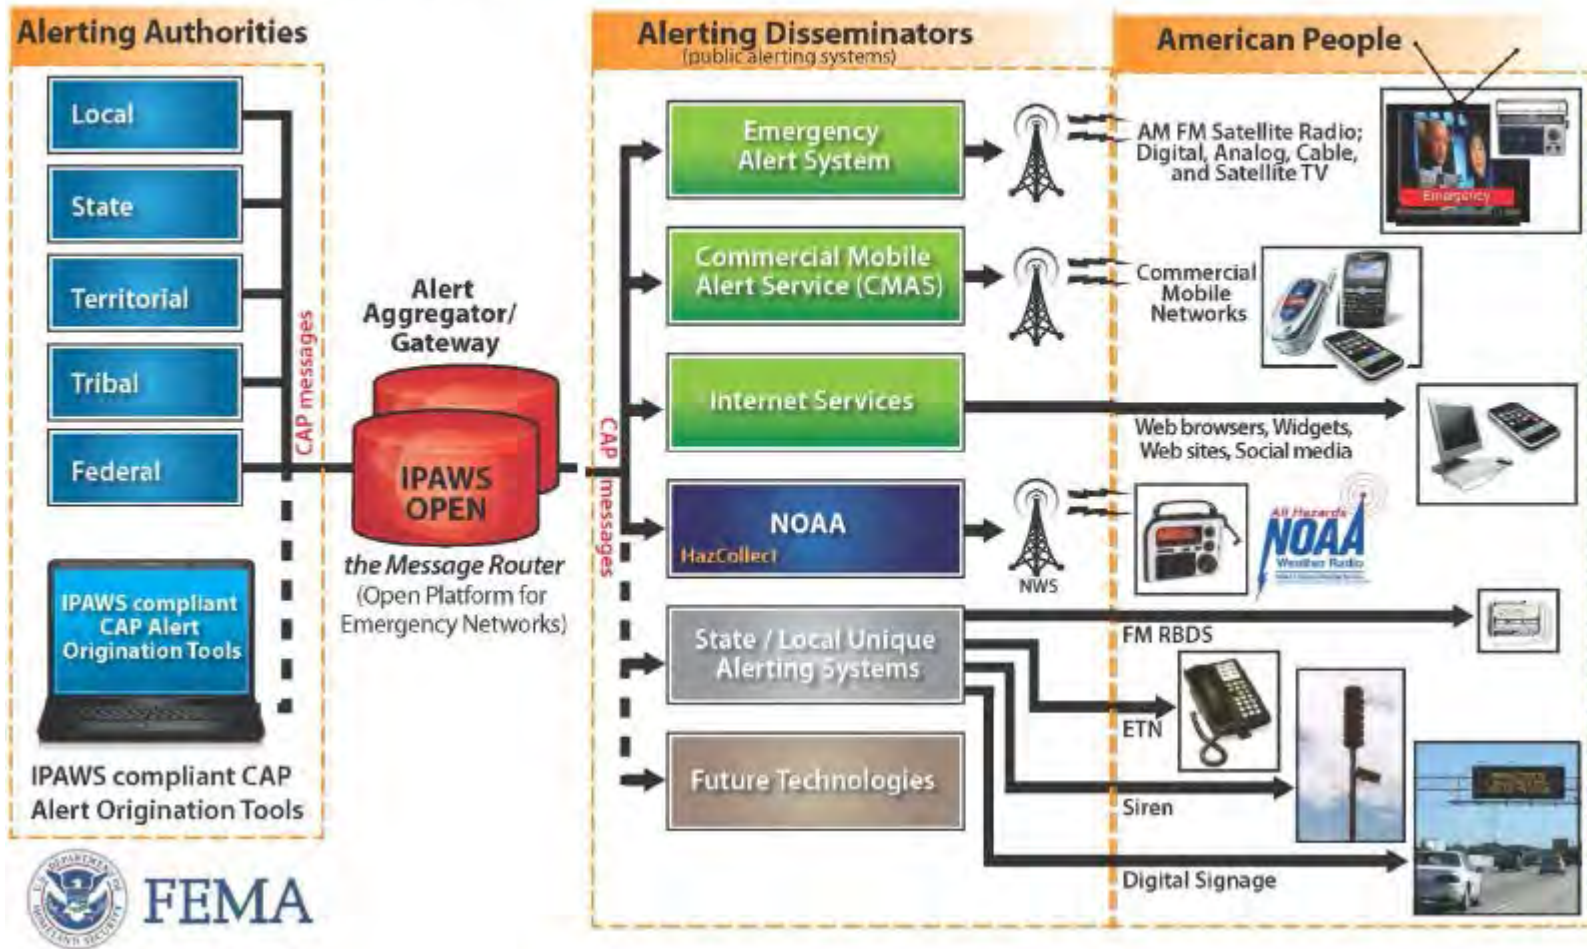 Alerting Authorities
Local
State
Territorial
Tribal
Federal
CAP messages
IPAWS compliant
CAP Alert
Origination Tools
IPAWS compliant CAP
Alert Origination Tools
FEMA
Alert
Aggregator/
Gateway
IPAWS
OPEN
the Message Router
(Open Platform for
Emergency Networks)
CAP messages
Alerting Disseminators
(public alerting systems)
Emergency
Alert System
Commercial Mobile
Alert Service (CMAS)
Internet Services
NOAA
HazCollect
NWS
State / Local Unique
Alerting Systems
Future Technologies
American People
AM FM Satellite Radio;
Digital, Analog, Cable,
and Satellite TV
Emergency
Commercial
Mobile
Networks
Web browsers, Widgets,
Web sites, Social media
All Hazards
NOAA
Weather Radio
FM RBDS
ETN
Siren
Digital Signage